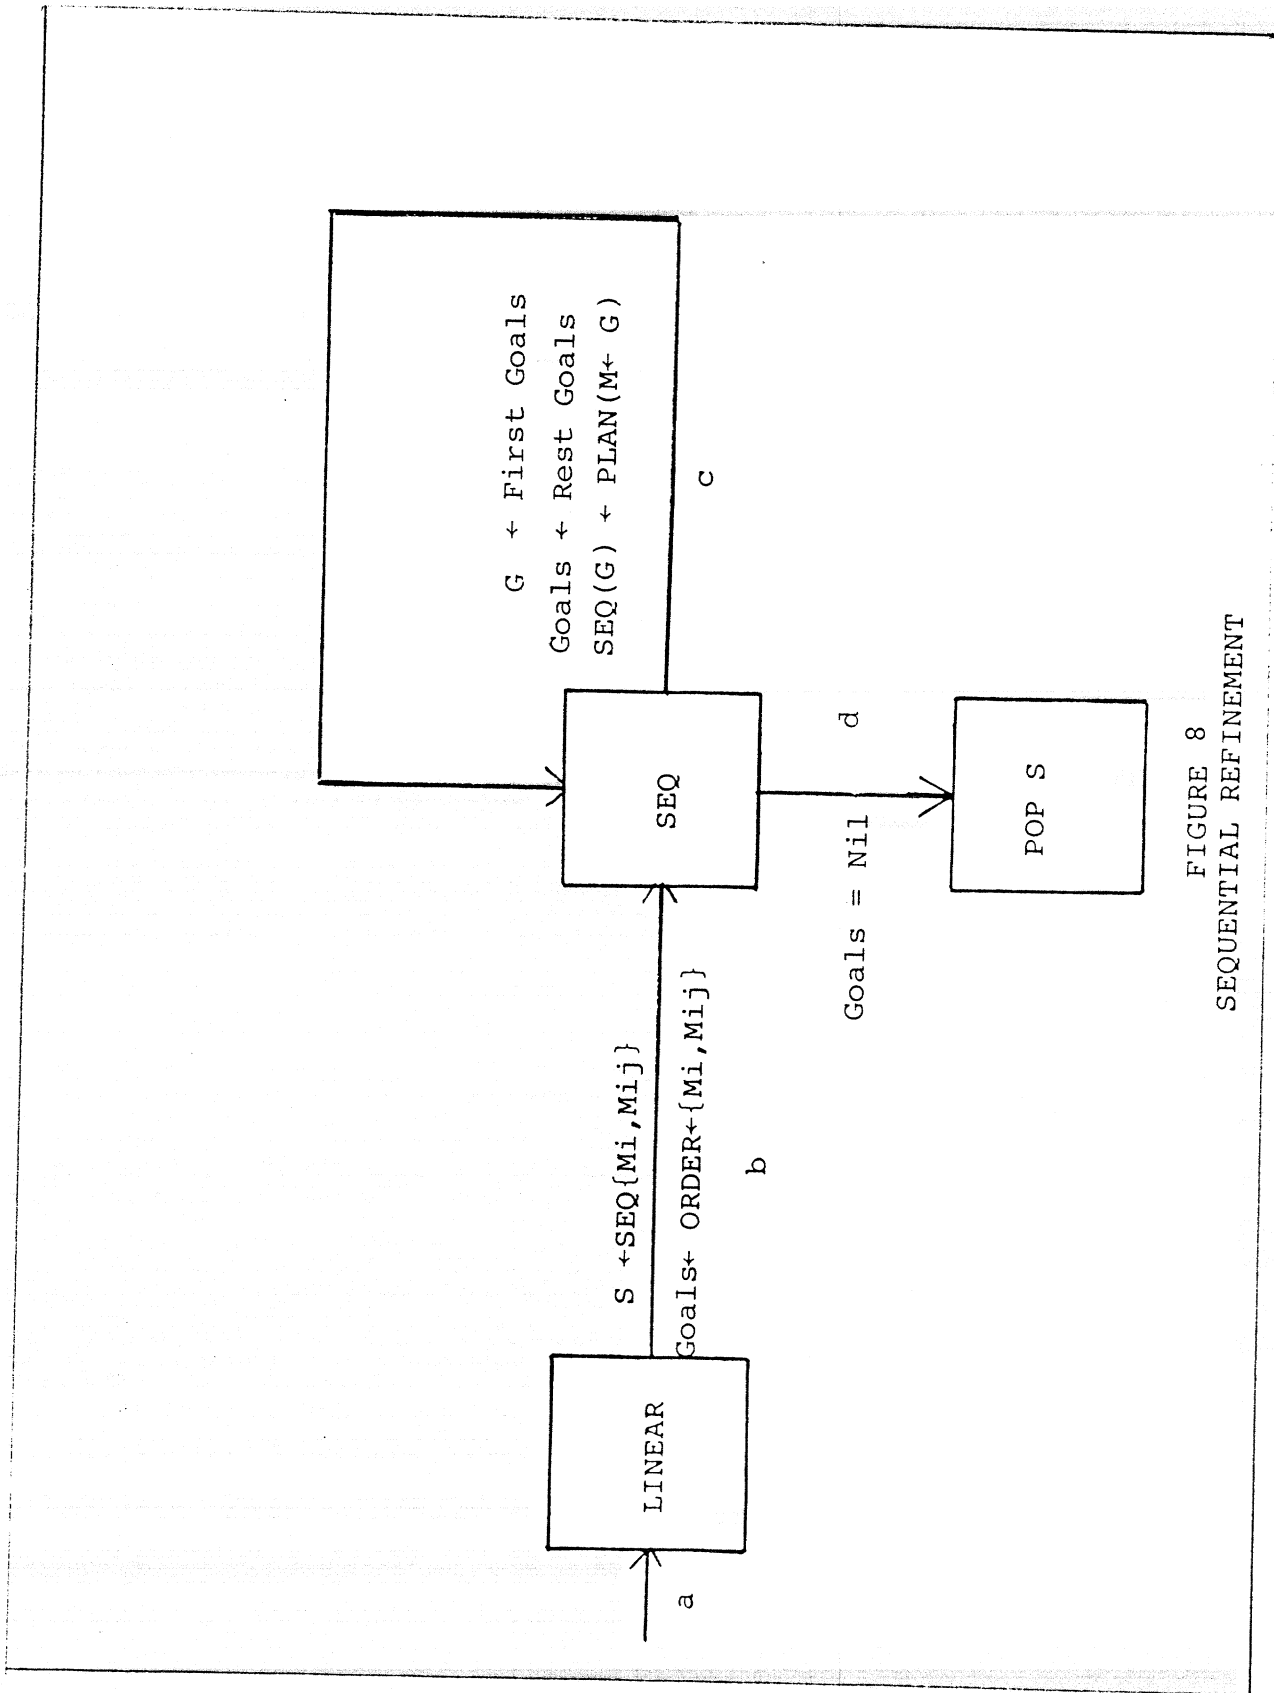 G ← First Goals
Goals ← Rest Goals
SEQ(G) ← PLAN(M← G)
c
S ←SEQ{Mi,Mij}
Goals← ORDER←{Mi,Mij}
b
a
LINEAR
SEQ
Goals = Nil
d
POP S
FIGURE 8
SEQUENTIAL REFINEMENT